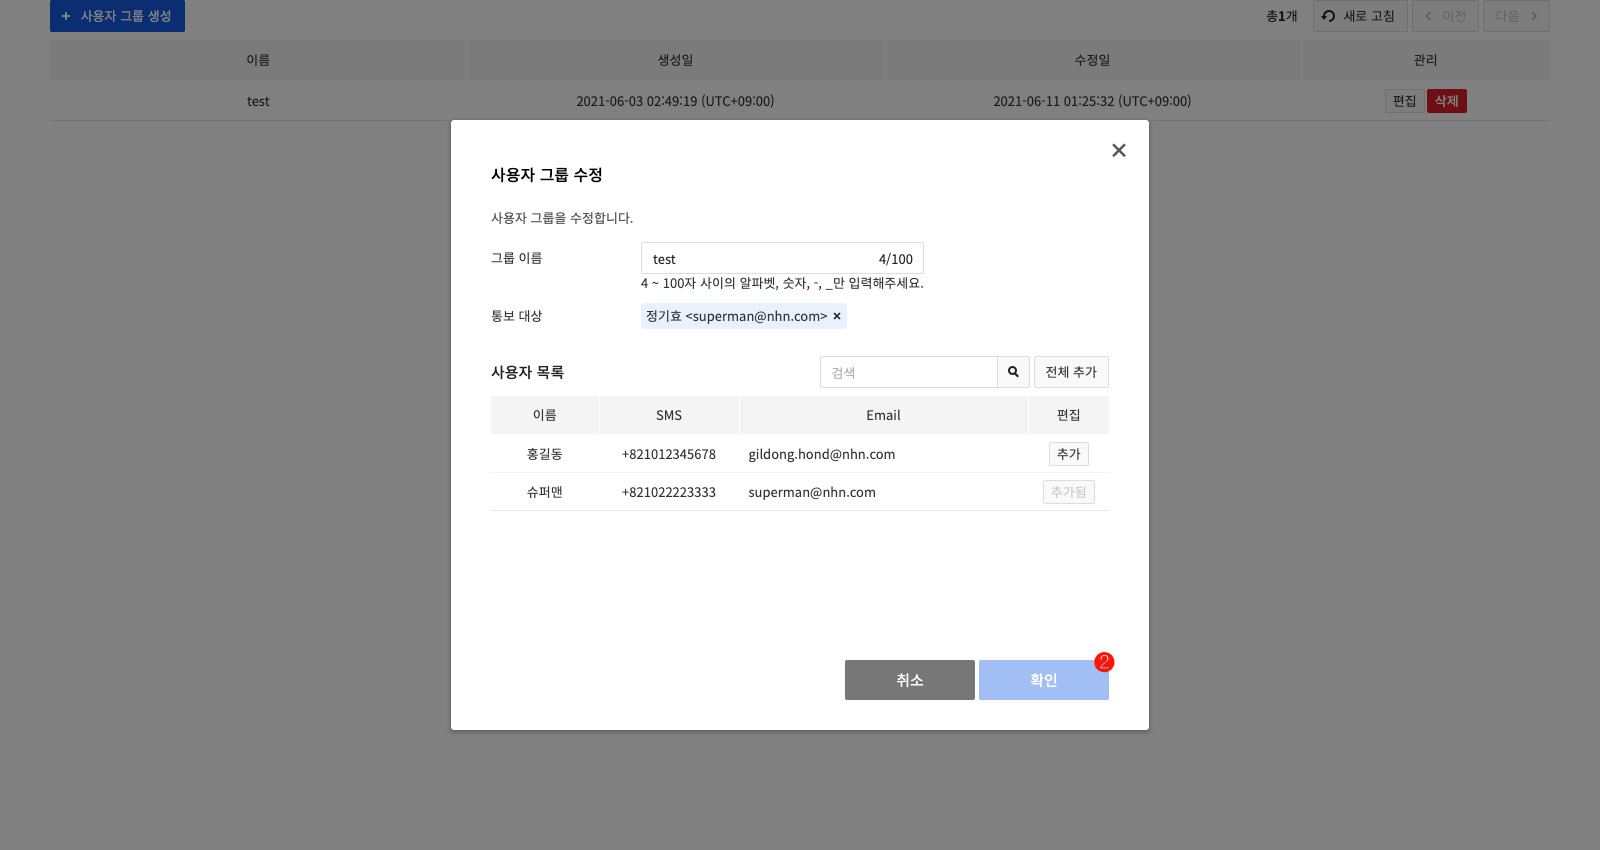 + 사용자 그룹 생성
총1개 새로 고침 이전 다음
이름 생성일 수정일 관리
test 2021-06-03 02:49:19 (UTC+09:00) 2021-06-11 01:25:32 (UTC+09:00) 편집 삭제
사용자 그룹 수정
사용자 그룹을 수정합니다.
그룹 이름 test 4/100
4 ~ 100자 사이의 알파벳, 숫자, -, _만 입력해주세요.
통보 대상 정기효 <superman@nhn.com> ×
사용자 목록 검색 전체 추가
이름 SMS Email 편집
홍길동 +821012345678 gildong.hond@nhn.com 추가
슈퍼맨 +821022223333 superman@nhn.com 추가됨
취소 확인 2